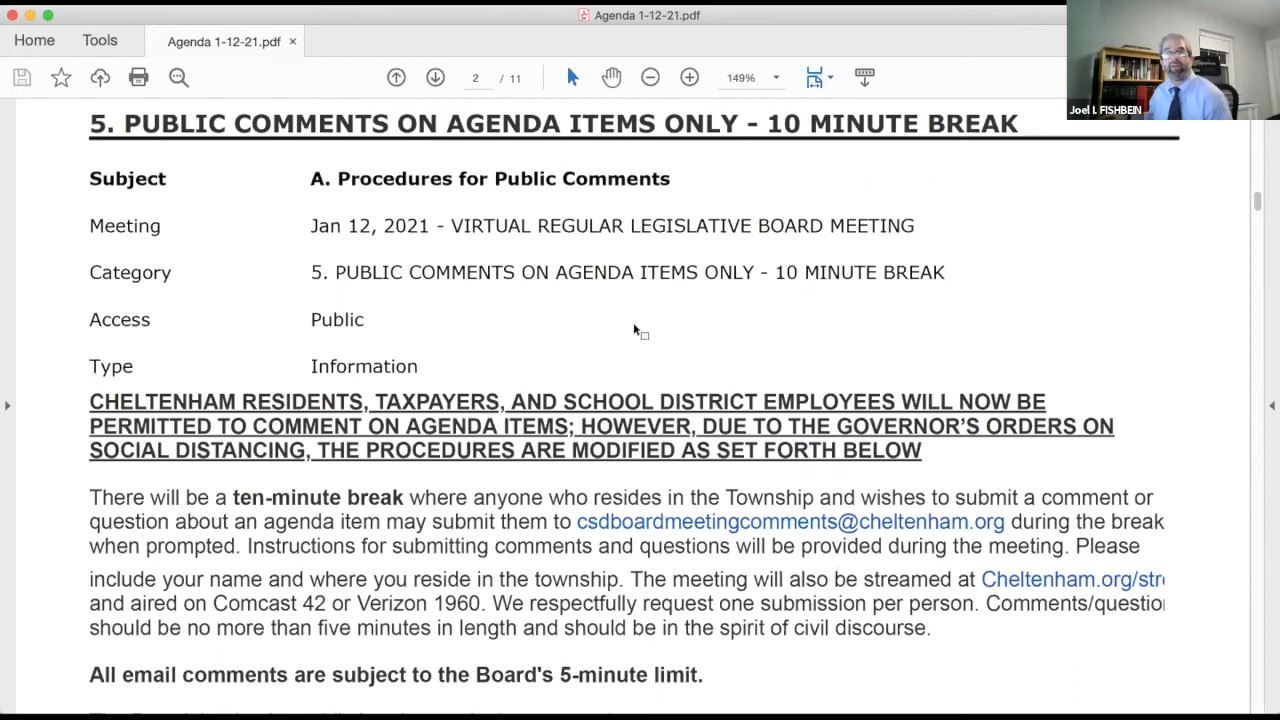 Agenda 1-12-21.pdf
Home
Tools
Agenda 1-12-21.pdf ×
2 / 11
149%
Joel I. FISHBEIN
5. PUBLIC COMMENTS ON AGENDA ITEMS ONLY - 10 MINUTE BREAK
Subject A. Procedures for Public Comments
Meeting Jan 12, 2021 - VIRTUAL REGULAR LEGISLATIVE BOARD MEETING
Category 5. PUBLIC COMMENTS ON AGENDA ITEMS ONLY - 10 MINUTE BREAK
Access Public
Type Information
CHELTENHAM RESIDENTS, TAXPAYERS, AND SCHOOL DISTRICT EMPLOYEES WILL NOW BE
PERMITTED TO COMMENT ON AGENDA ITEMS; HOWEVER, DUE TO THE GOVERNOR'S ORDERS ON
SOCIAL DISTANCING, THE PROCEDURES ARE MODIFIED AS SET FORTH BELOW
There will be a ten-minute break where anyone who resides in the Township and wishes to submit a comment or
question about an agenda item may submit them to csdboardmeetingcomments@cheltenham.org during the break
when prompted. Instructions for submitting comments and questions will be provided during the meeting. Please
include your name and where you reside in the township. The meeting will also be streamed at Cheltenham.org/stre
and aired on Comcast 42 or Verizon 1960. We respectfully request one submission per person. Comments/question
should be no more than five minutes in length and should be in the spirit of civil discourse.
All email comments are subject to the Board's 5-minute limit.